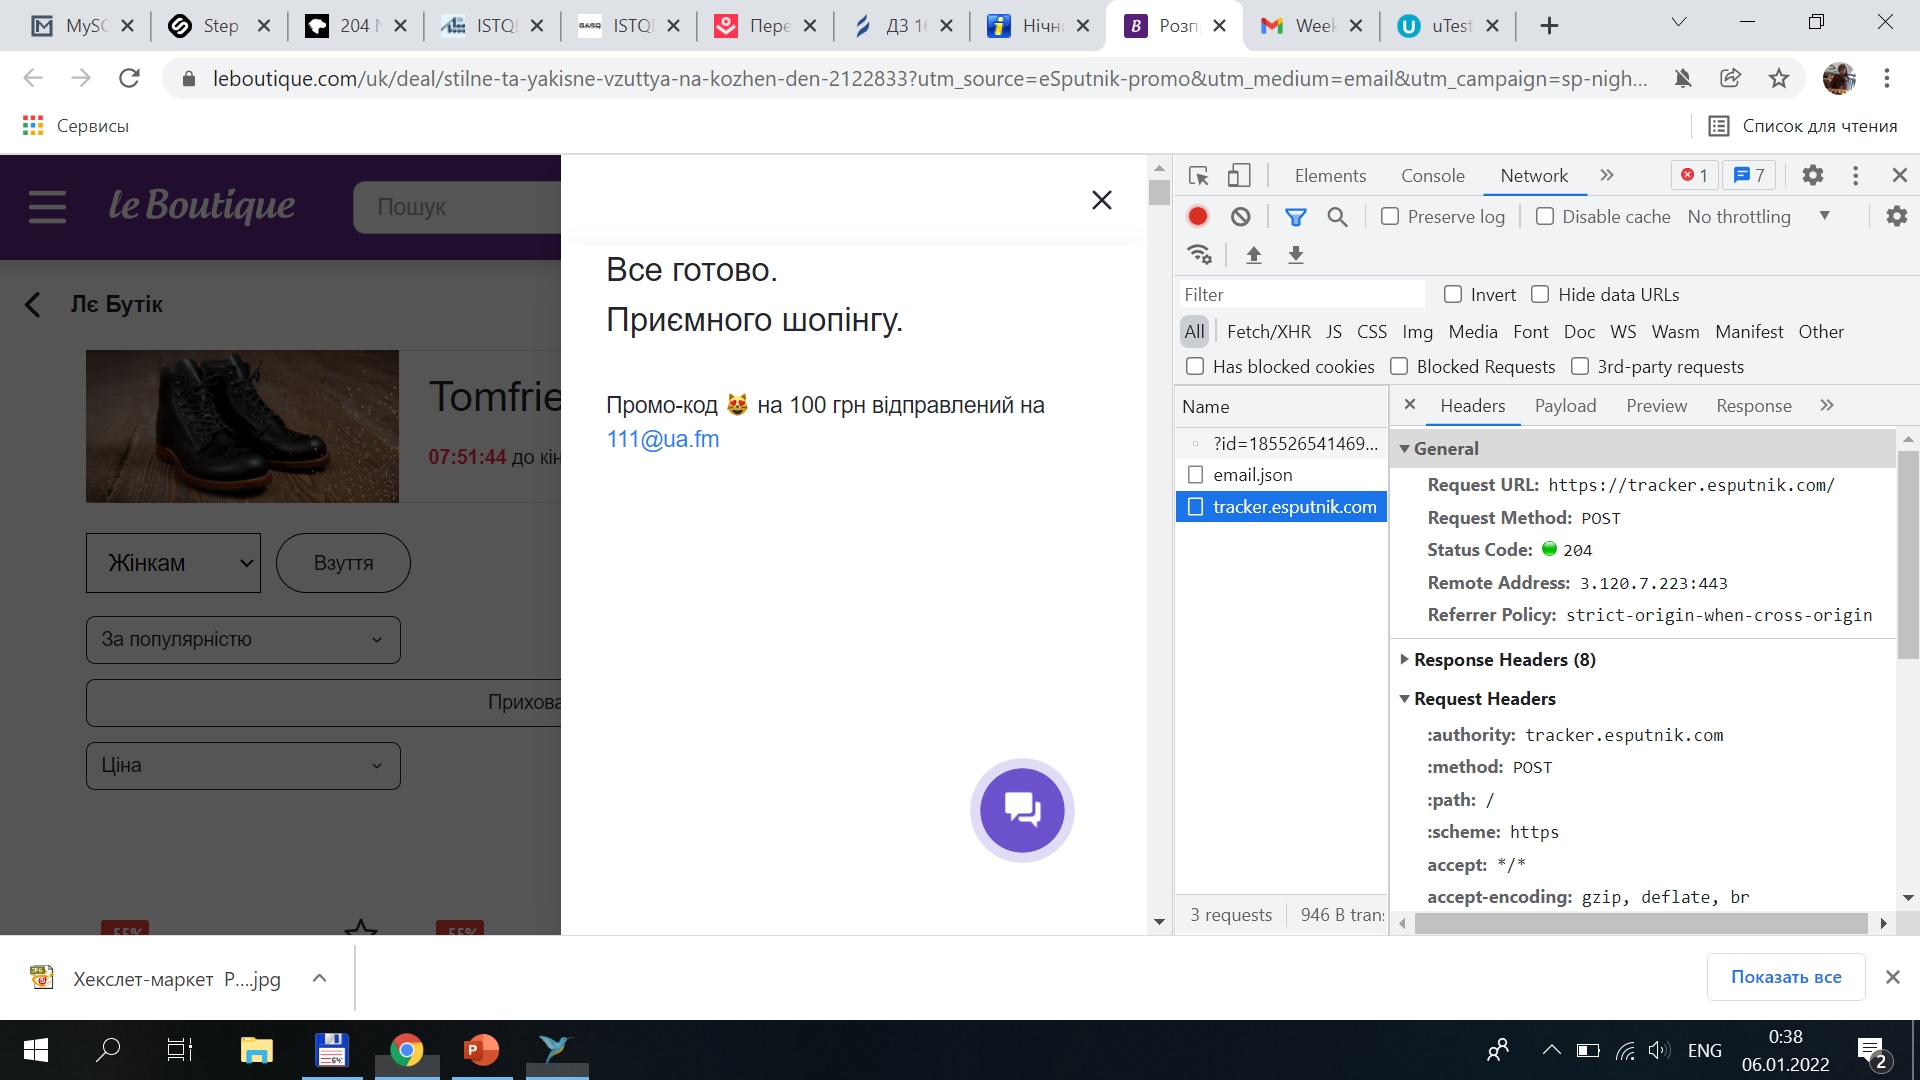 MySC
Step
204 N
ISTQ
ISTQ
Пере
ДЗ 1
Нічн
Розп
Week
uTest
leboutique.com/uk/deal/stilne-ta-yakisne-vzuttya-na-kozhen-den-2122833?utm_source=eSputnik-promo&utm_medium=email&utm_campaign=sp-nigh...
Сервисы
Список для чтения
le Boutique
Пошук
Лє Бутік
Tomfrie
07:51:44 до кін
Жінкам
Взуття
За популярністю
Прихова
Ціна
55%
55%
Все готово.
Приємного шопінгу.
Промо-код 😻 на 100 грн відправлений на
111@ua.fm
Elements
Console
Network
1
7
Preserve log
Disable cache
No throttling
Filter
Invert
Hide data URLs
All
Fetch/XHR
JS
CSS
Img
Media
Font
Doc
WS
Wasm
Manifest
Other
Has blocked cookies
Blocked Requests
3rd-party requests
Name
?id=185526541469...
email.json
tracker.esputnik.com
3 requests
946 B trans
Headers
Payload
Preview
Response
General
Request URL: https://tracker.esputnik.com/
Request Method: POST
Status Code: 204
Remote Address: 3.120.7.223:443
Referrer Policy: strict-origin-when-cross-origin
Response Headers (8)
Request Headers
:authority: tracker.esputnik.com
:method: POST
:path: /
:scheme: https
accept: */*
accept-encoding: gzip, deflate, br
Хекслет-маркет P....jpg
Показать все
ENG
0:38
06.01.2022
2